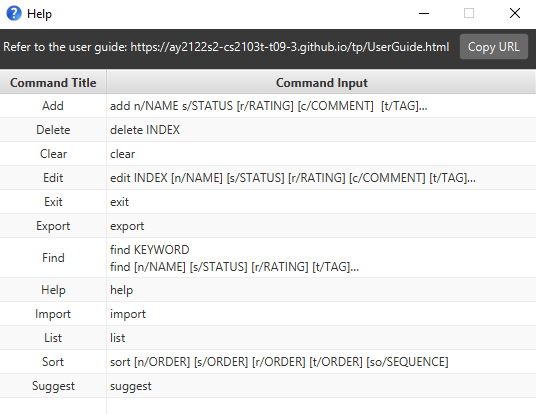 Help
Refer to the user guide: https://ay2122s2-cs2103t-t09-3.github.io/tp/UserGuide.html Copy URL
Command Title Command Input
Add add n/NAME s/STATUS [r/RATING] [c/COMMENT]  [t/TAG]...
Delete delete INDEX
Clear clear
Edit edit INDEX [n/NAME] [s/STATUS] [r/RATING] [c/COMMENT] [t/TAG]...
Exit exit
Export export
Find find KEYWORD
find [n/NAME] [s/STATUS] [r/RATING] [t/TAG]...
Help help
Import import
List list
Sort sort [n/ORDER] [s/ORDER] [r/ORDER] [t/ORDER] [so/SEQUENCE]
Suggest suggest